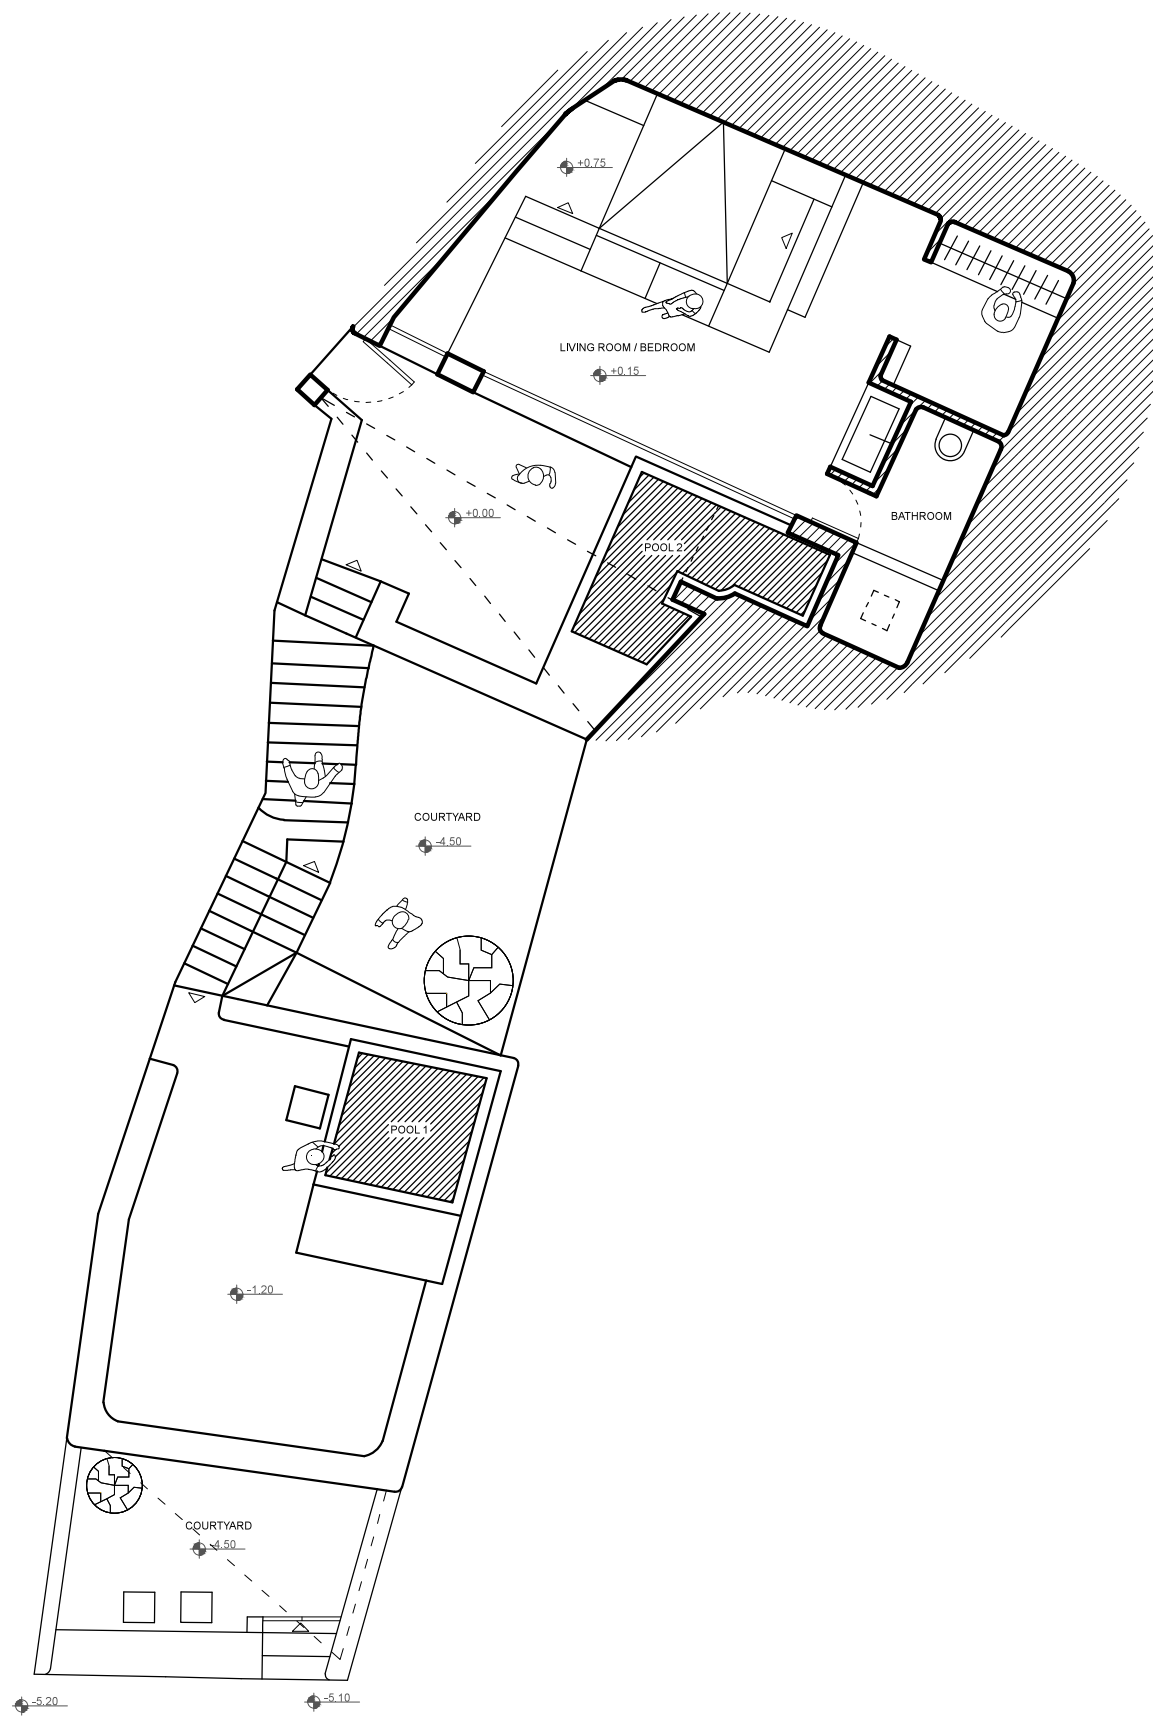 +0.75
LIVING ROOM / BEDROOM
+0.15
+0.00
BATHROOM
POOL 2
COURTYARD
-4.50
POOL 1
-1.20
COURTYARD
-4.50
-5.20
-5.10